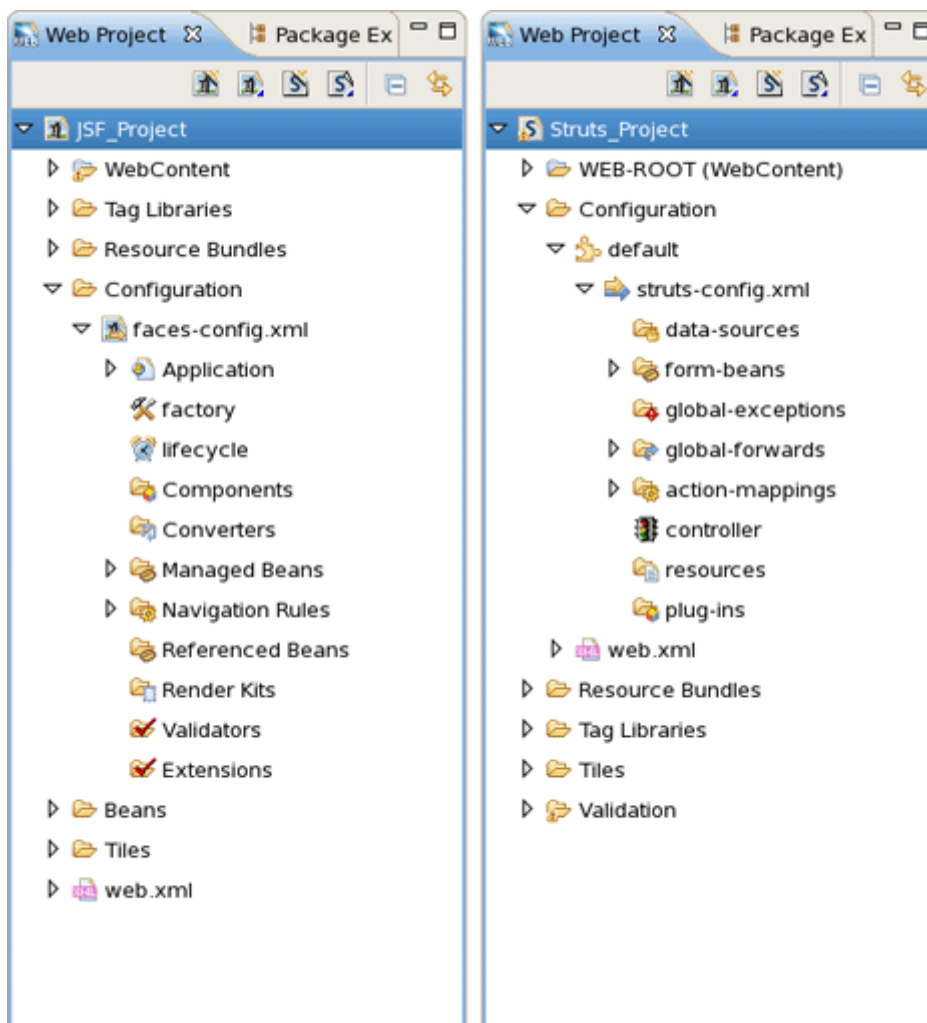 Web Project
Package Ex
JSF_Project
WebContent
Tag Libraries
Resource Bundles
Configuration
faces-config.xml
Application
factory
lifecycle
Components
Converters
Managed Beans
Navigation Rules
Referenced Beans
Render Kits
Validators
Extensions
Beans
Tiles
web.xml
Web Project
Package Ex
Struts_Project
WEB-ROOT (WebContent)
Configuration
default
struts-config.xml
data-sources
form-beans
global-exceptions
global-forwards
action-mappings
controller
resources
plug-ins
web.xml
Resource Bundles
Tag Libraries
Tiles
Validation